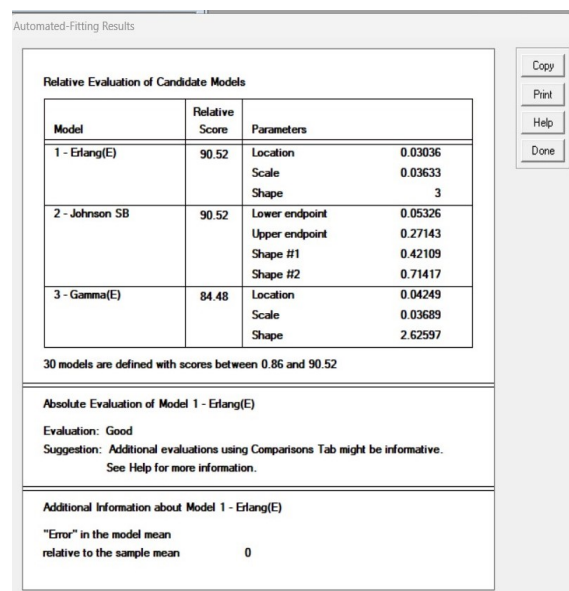 Automated-Fitting Results
Copy
Print
Help
Done
Relative Evaluation of Candidate Models
Model Relative Score Parameters
1 - Erlang(E) 90.52 Location 0.03036
Scale 0.03633
Shape 3
2 - Johnson SB 90.52 Lower endpoint 0.05326
Upper endpoint 0.27143
Shape #1 0.42109
Shape #2 0.71417
3 - Gamma(E) 84.48 Location 0.04249
Scale 0.03689
Shape 2.62597
30 models are defined with scores between 0.86 and 90.52
Absolute Evaluation of Model 1 - Erlang(E)
Evaluation: Good
Suggestion: Additional evaluations using Comparisons Tab might be informative.
See Help for more information.
Additional Information about Model 1 - Erlang(E)
"Error" in the model mean
relative to the sample mean 0